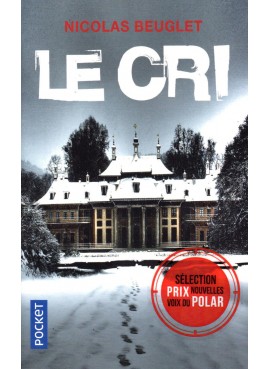 NICOLAS BEUGLET
LE CRI
SÉLECTION
PRIX NOUVELLES
VOIX DU POLAR
POCKET